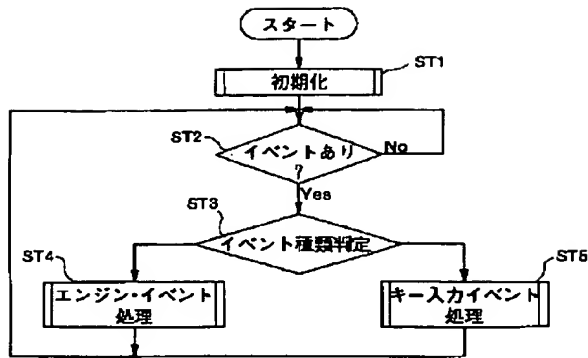 スタート
ST1
初期化
ST2
イベントあり
?
No
Yes
ST3
イベント種類判定
ST4
エンジン・イベント
処理
ST5
キー入力イベント
処理